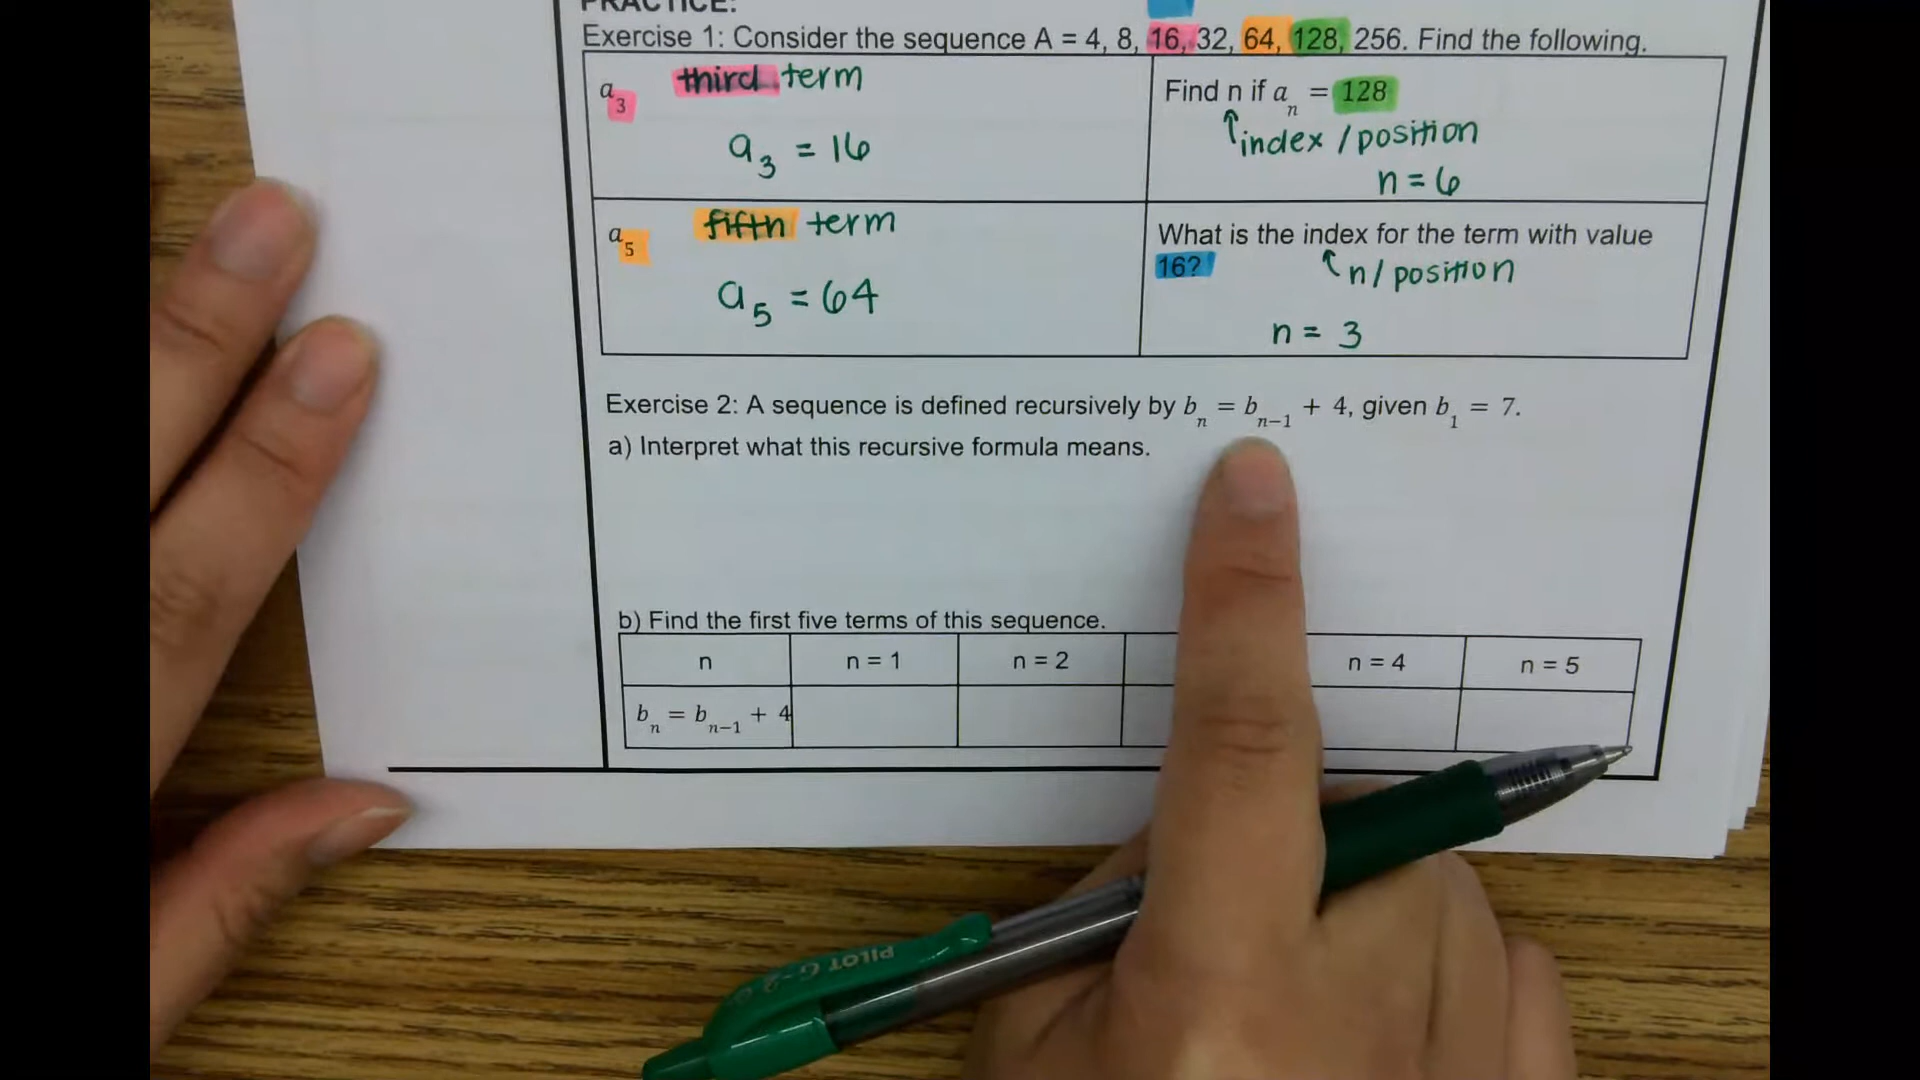 PRACTICE:
Exercise 1: Consider the sequence A = 4, 8, 16, 32, 64, 128, 256. Find the following.
a₃ third term
a₃ = 16
Find n if aₙ = 128
↑index / position
n = 6
a₅ fifth term
a₅ = 64
What is the index for the term with value
16? ↑n / position
n = 3
Exercise 2: A sequence is defined recursively by bₙ = bₙ₋₁ + 4, given b₁ = 7.
a) Interpret what this recursive formula means.
b) Find the first five terms of this sequence.
n n = 1 n = 2 n = 4 n = 5
bₙ = bₙ₋₁ + 4
PILOT G-2